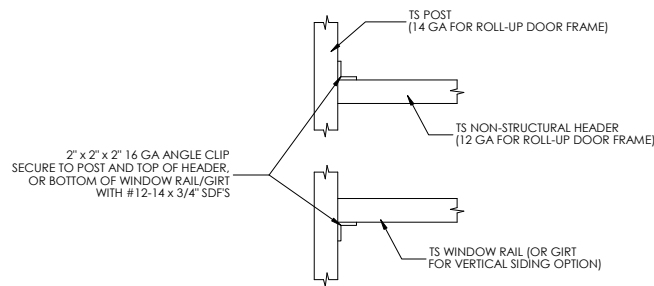 TS POST
(14 GA FOR ROLL-UP DOOR FRAME)
TS NON-STRUCTURAL HEADER
(12 GA FOR ROLL-UP DOOR FRAME)
2" x 2" x 2" 16 GA ANGLE CLIP
SECURE TO POST AND TOP OF HEADER,
OR BOTTOM OF WINDOW RAIL/GIRT
WITH #12-14 x 3/4" SDF'S
TS WINDOW RAIL (OR GIRT
FOR VERTICAL SIDING OPTION)